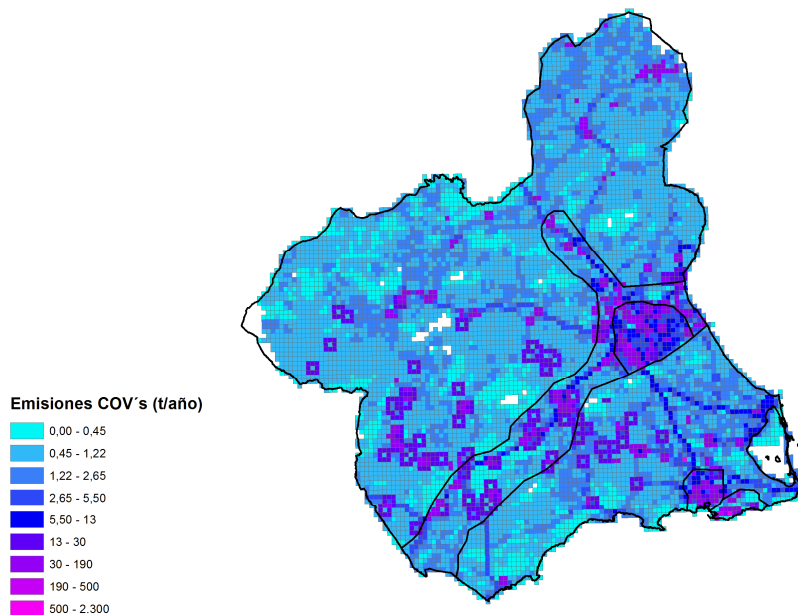 Emisiones COV´s (t/año)
0,00 - 0,45
0,45 - 1,22
1,22 - 2,65
2,65 - 5,50
5,50 - 13
13 - 30
30 - 190
190 - 500
500 - 2.300